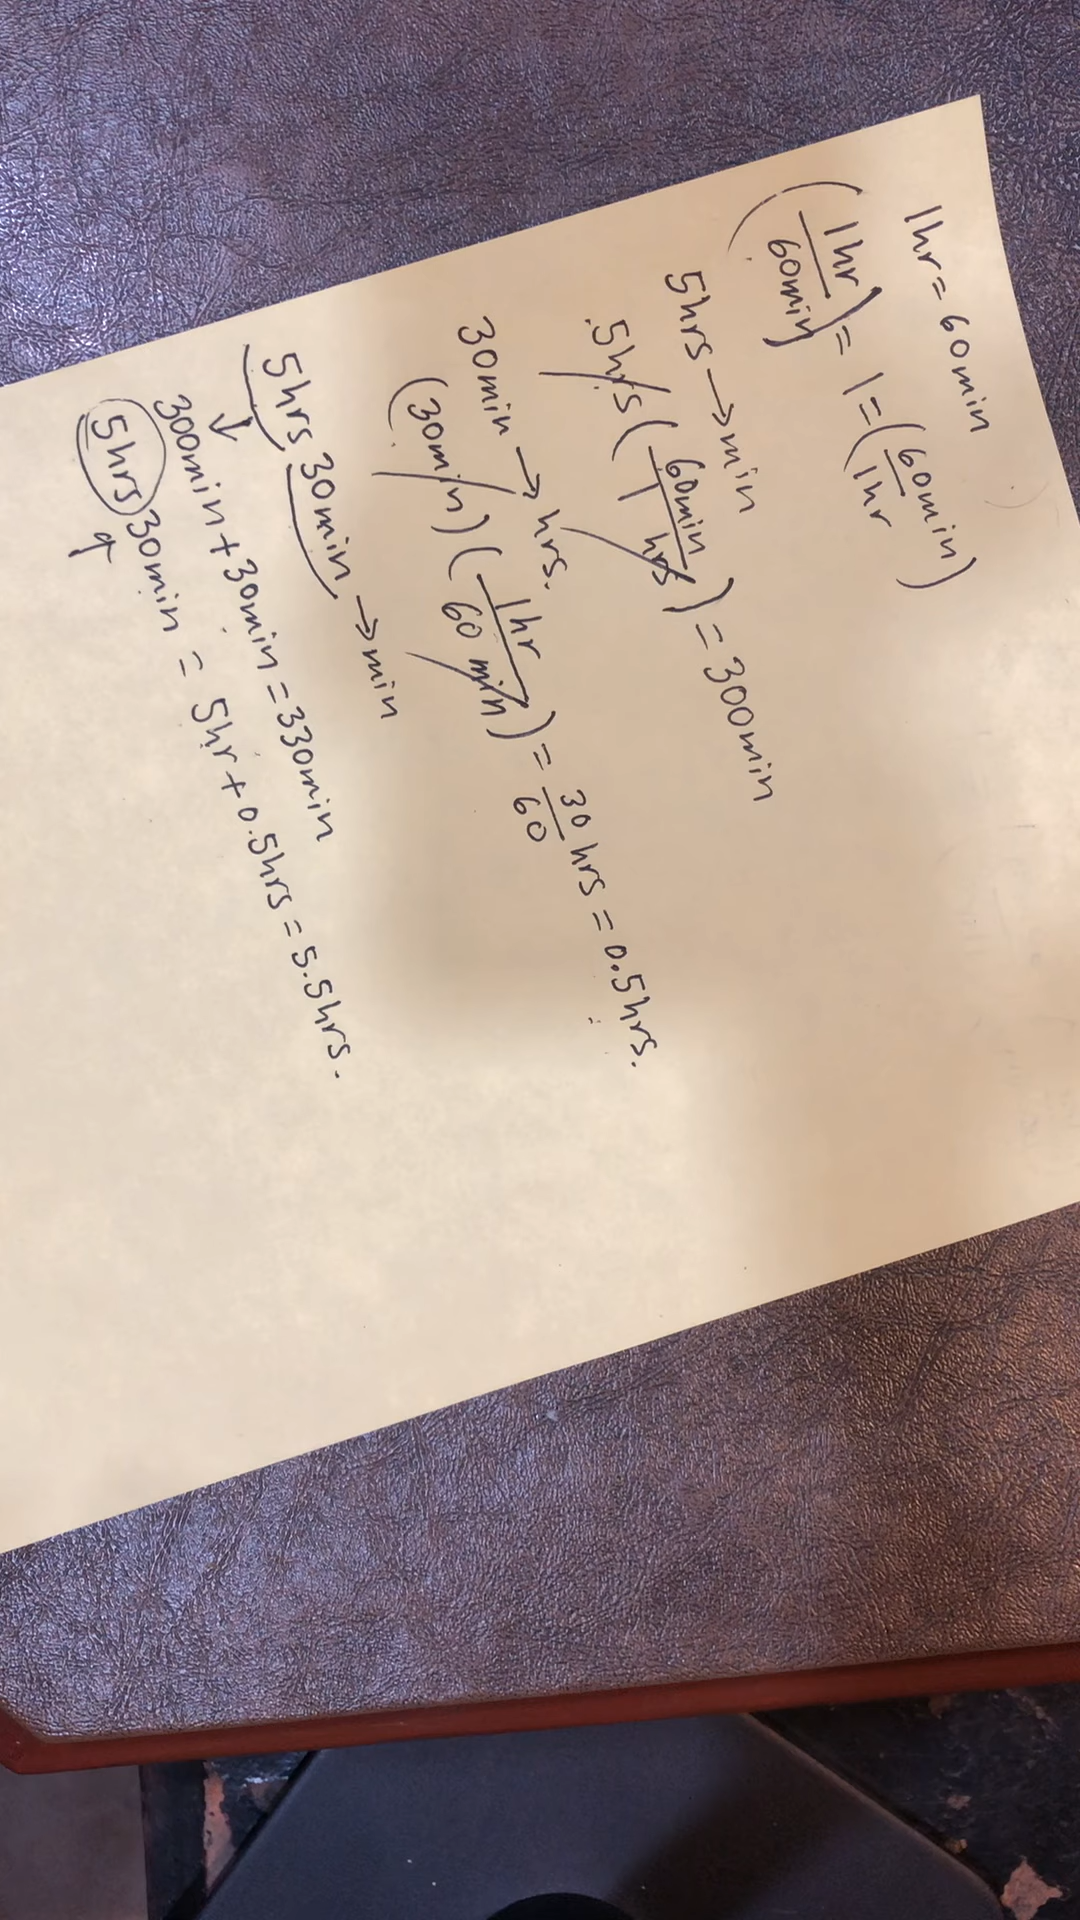 1hr = 60min
(1hr/60min) = 1 = (60min/1hr)
5hrs → min
5hrs (60min/1hrs) = 300min
30min → hrs.
(30min) (1hr/60min) = 30/60 hrs = 0.5hrs.
5hrs 30min → min
300min + 30min = 330min
5hrs 30min = 5hr + 0.5hrs = 5.5hrs.